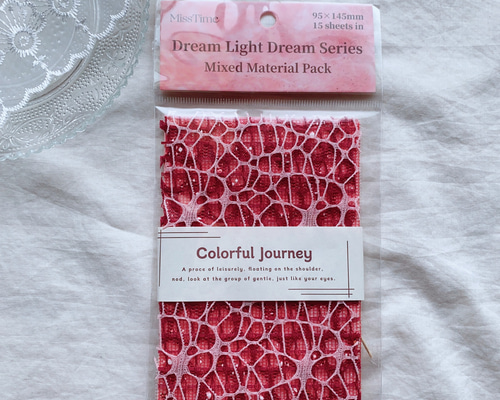 MissTime
95×145mm
15 sheets in
Dream Light Dream Series
Mixed Material Pack
Colorful Journey
A proce of leisurely, floating on the shoulder,
nod, look at the group of gentle, just like your eyes.